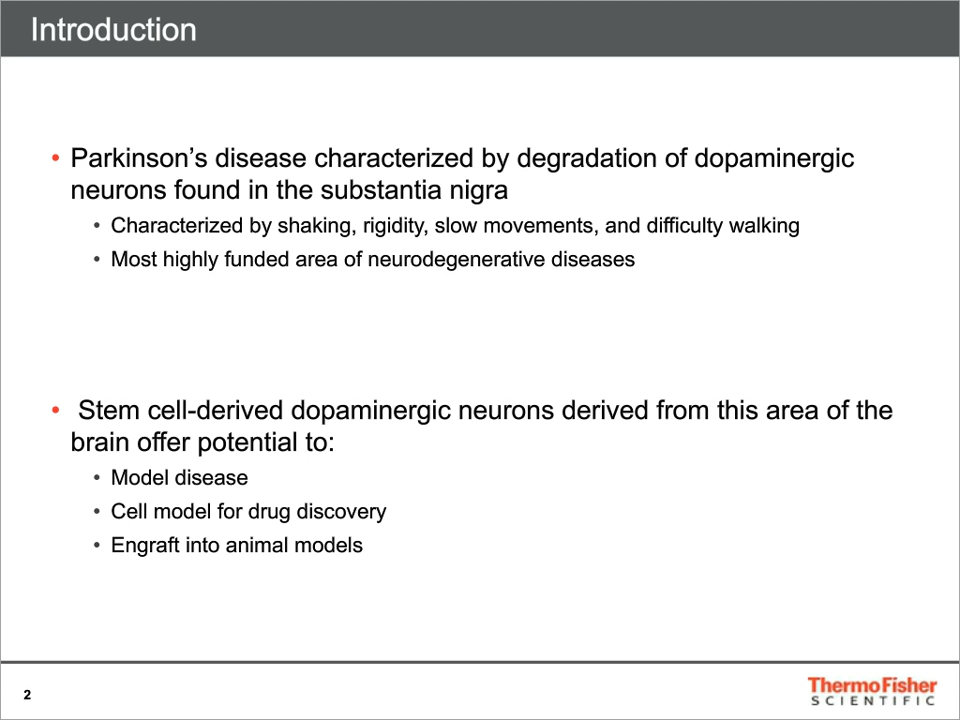 Introduction
• Parkinson’s disease characterized by degradation of dopaminergic
neurons found in the substantia nigra
• Characterized by shaking, rigidity, slow movements, and difficulty walking
• Most highly funded area of neurodegenerative diseases
• Stem cell-derived dopaminergic neurons derived from this area of the
brain offer potential to:
• Model disease
• Cell model for drug discovery
• Engraft into animal models
2
ThermoFisher
SCIENTIFIC